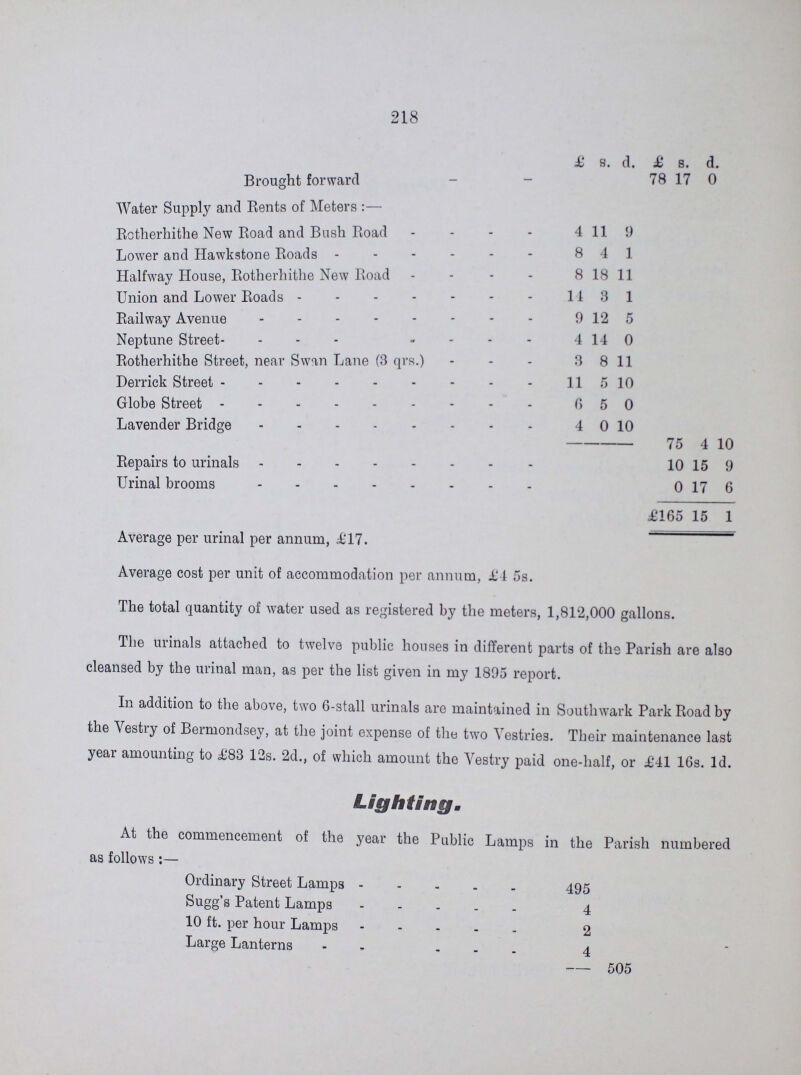 218
£ s. d. £ s. d.
Brought forward - - 78 17 0
Water Supply and Rents of Meters :—
Rotherhithe New Road and Bush Road - - - - 4 11 9
Lower and Hawkstone Roads - - - - - - 8 4 1
Halfway House, Rotherhithe New Road - - - - 8 18 11
Union and Lower Roads - - - - - - - 14 3 1
Railway Avenue - - - - - - - - 9 12 5
Neptune Street- - - - - - - - 4 14 0
Rotherhithe Street, near Swan Lane (3 qrs.) - - - 3 8 11
Derrick Street - - - - - - - - - 11 5 10
Globe Street - - - - - - - - - 6 5 0
Lavender Bridge - - - - - - - - 4 0 10
75 4 10
Repairs to urinals - - - - - - - - 10 15 9
Urinal brooms - - - - - - - - 0 17 6
£165 15 1
Average per urinal per annum, £17.
Average cost per unit of accommodation per annum, £4 5s.
The total quantity of water used as registered by the meters, 1,812,000 gallons.
The urinals attached to twelve public houses in different parts of the Parish are also
cleansed by the urinal man, as per the list given in my 1895 report.
In addition to the above, two 6-stall urinals are maintained in Southwark Park Road by
the Vestry of Bermondsey, at the joint expense of the two Vestries. Their maintenance last
year amounting to £83 12s. 2d., of which amount the Vestry paid one-half, or £41 16s. 1d.
Lighting.
At the commencement of the year the Public Lamps in the Parish numbered
as follows :—
Ordinary Street Lamps - - - - - 495
Sugg's Patent Lamps - - - - - 4
10 ft. per hour Lamps - - - - - 2
Large Lanterns - - - - - 4
— 505